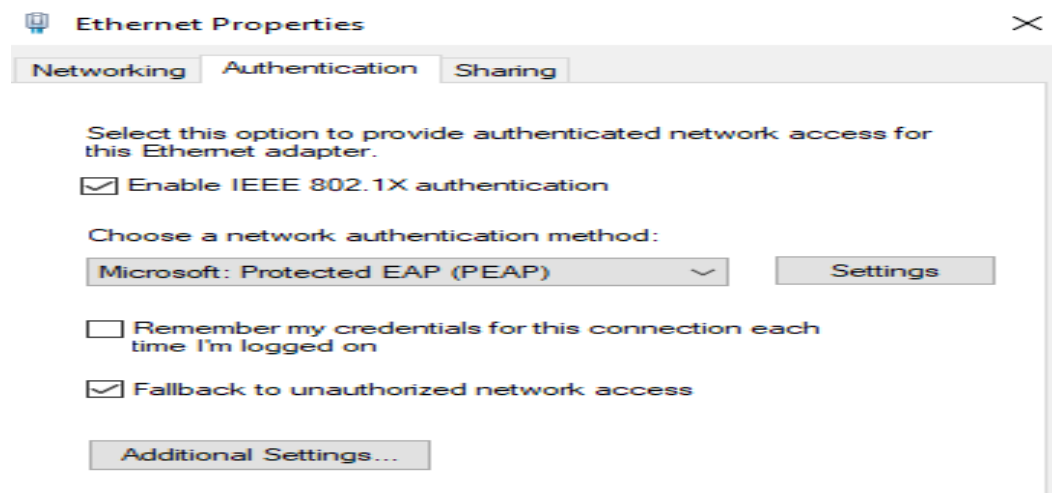 Ethernet Properties
Networking Authentication Sharing
Select this option to provide authenticated network access for
this Ethernet adapter.
Enable IEEE 802.1X authentication
Choose a network authentication method:
Microsoft: Protected EAP (PEAP) Settings
Remember my credentials for this connection each
time I'm logged on
Fallback to unauthorized network access
Additional Settings...